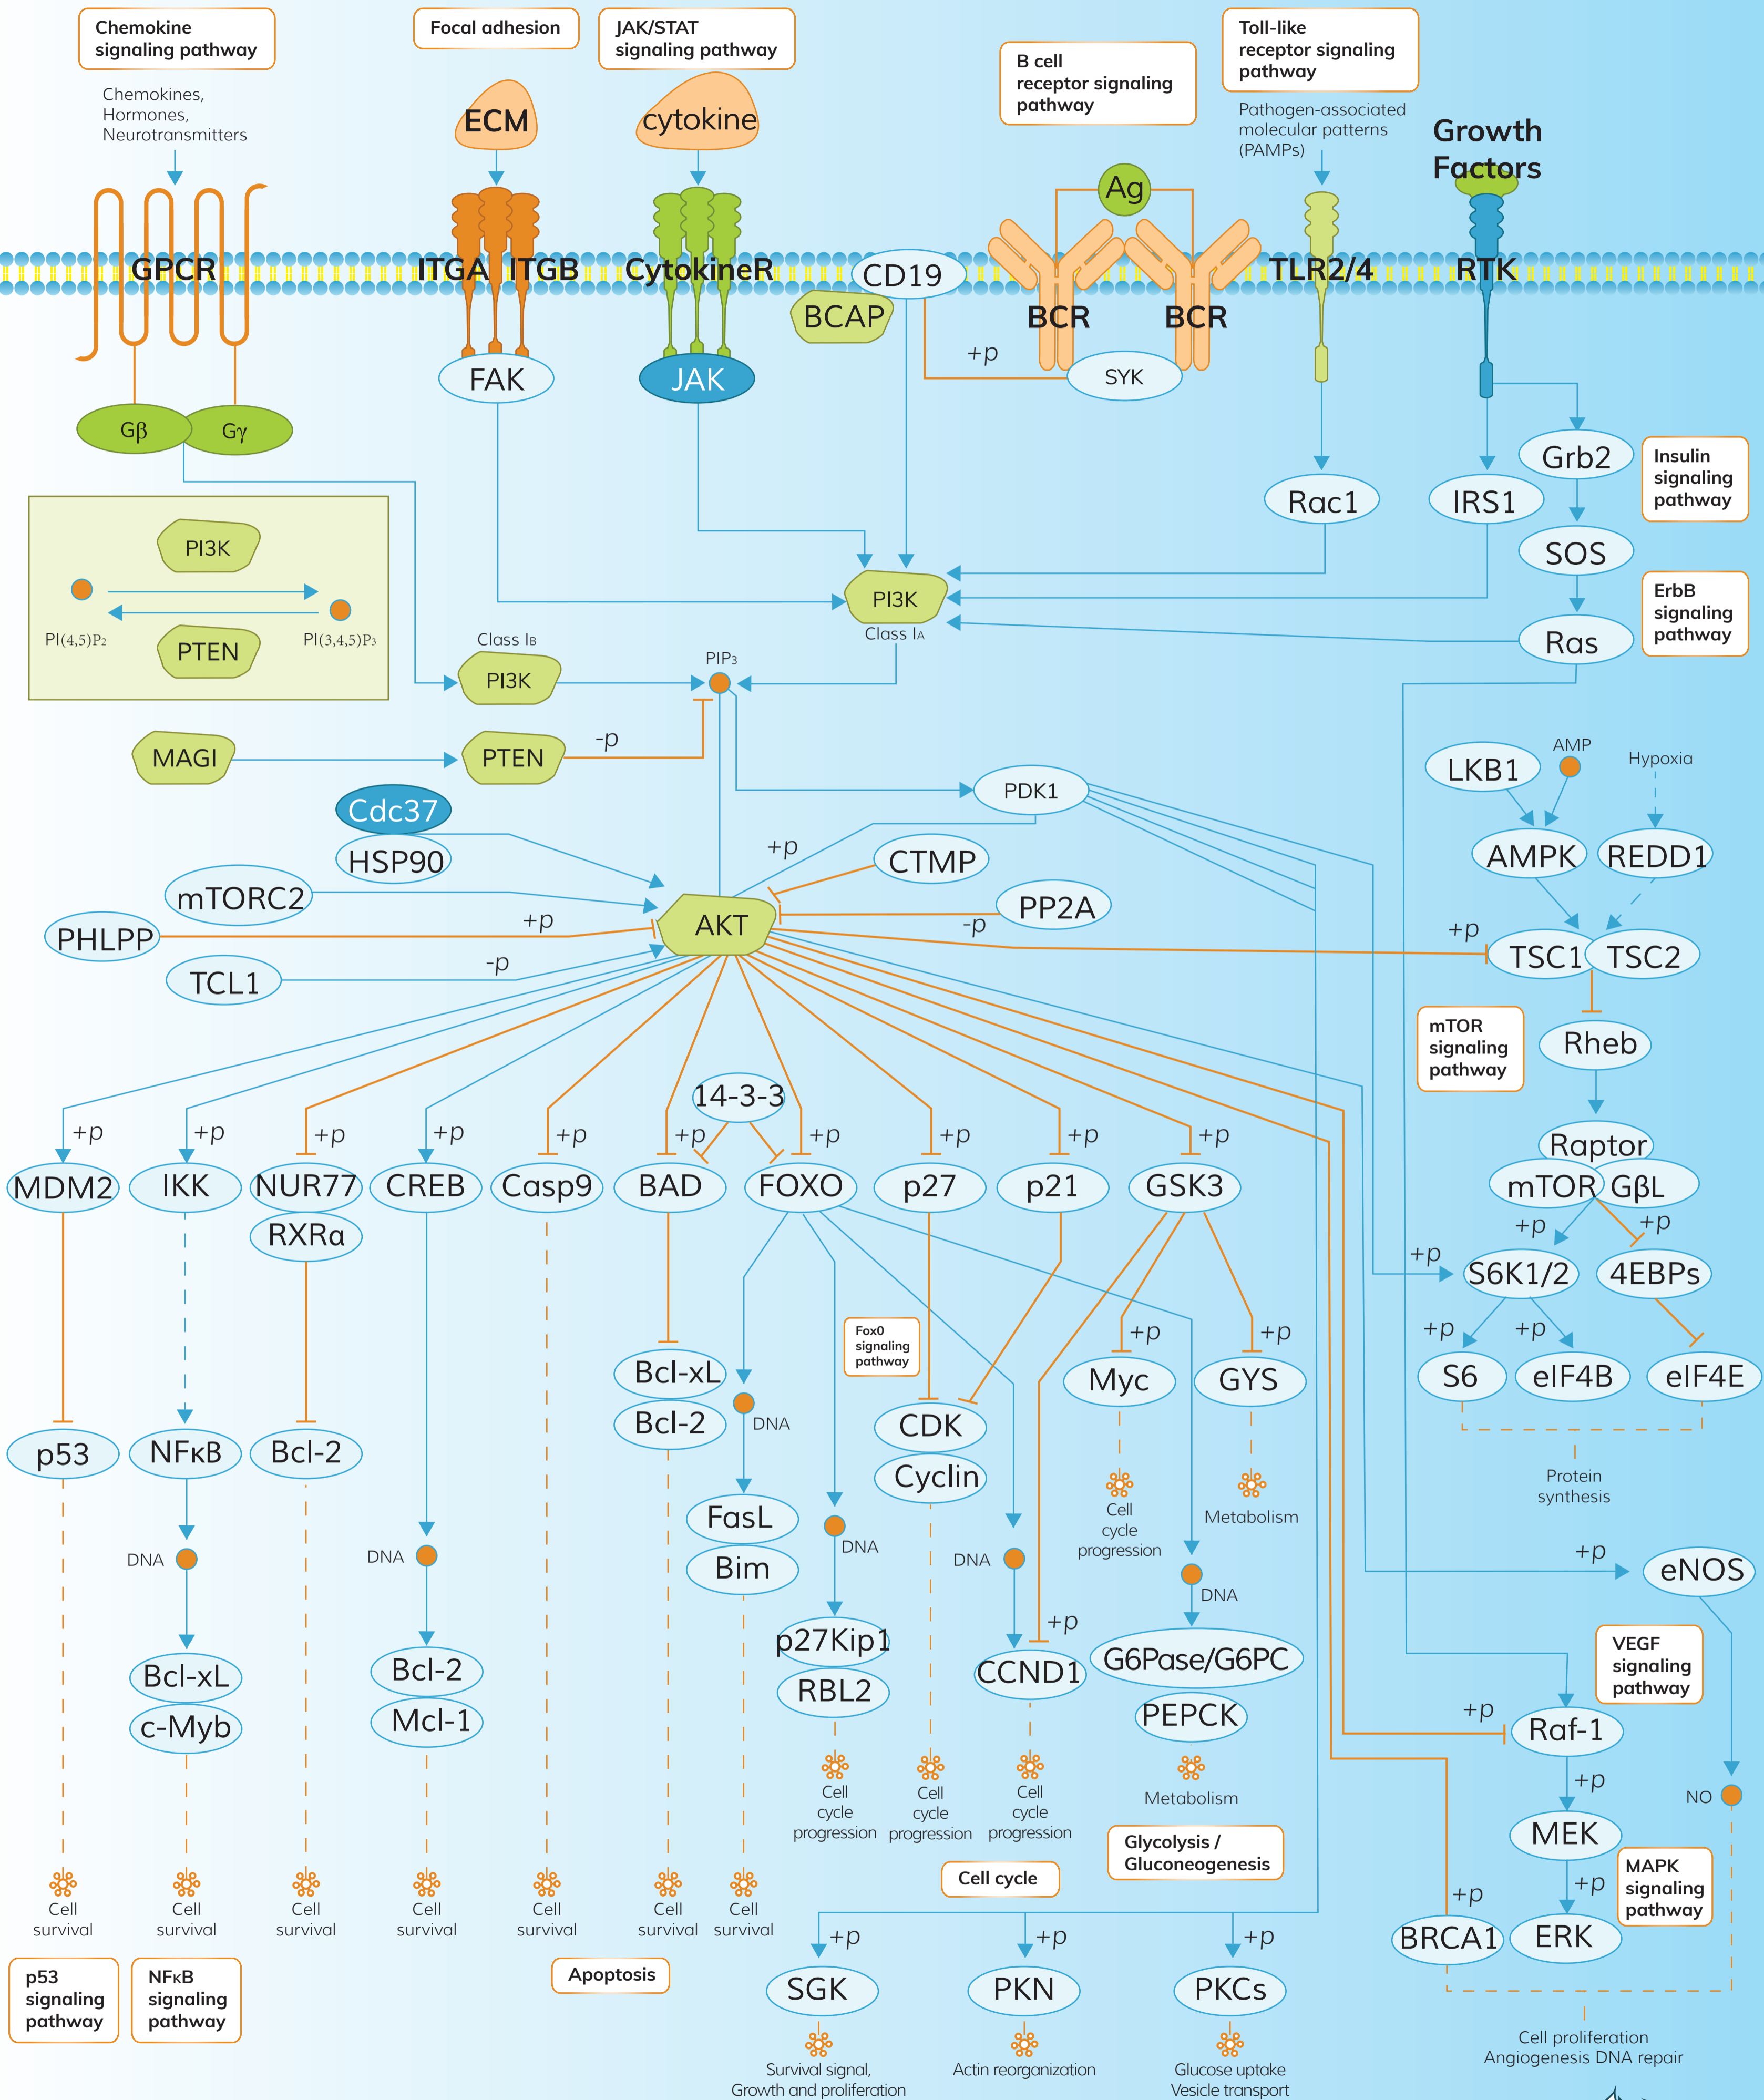 Chemokine
signaling pathway
Focal adhesion
JAK/STAT
signaling pathway
B cell
receptor signaling
pathway
Toll-like
receptor signaling
pathway
Chemokines,
Hormones,
Neurotransmitters
ECM
cytokine
Pathogen-associated
molecular patterns
(PAMPs)
Growth
Factors
Ag
GPCR
ITGA
ITGB
CytokineR
CD19
BCAP
BCR
BCR
TLR2/4
RTK
+p
FAK
JAK
SYK
Gβ
Gγ
Grb2
Insulin
signaling
pathway
Rac1
IRS1
SOS
PI3K
PI(4,5)P2
PI(3,4,5)P3
PTEN
PI3K
Class IA
ErbB
signaling
pathway
Ras
Class IB
PI3K
PIP3
MAGI
PTEN
-p
PDK1
LKB1
AMP
Hypoxia
Cdc37
HSP90
+p
CTMP
AMPK
REDD1
mTORC2
PP2A
PHLPP
+p
AKT
-p
+p
TSC1
TSC2
TCL1
-p
mTOR
signaling
pathway
Rheb
14-3-3
+p
+p
+p
+p
+p
+p
+p
+p
+p
+p
Raptor
mTOR
GβL
MDM2
IKK
NUR77
CREB
Casp9
BAD
FOXO
p27
p21
GSK3
RXRα
+p
+p
+p
S6K1/2
4EBPs
Fox0
signaling
pathway
+p
+p
+p
+p
Bcl-xL
Bcl-2
Myc
GYS
S6
eIF4B
eIF4E
DNA
CDK
Cyclin
p53
NFκB
Bcl-2
Protein
synthesis
FasL
Bim
Cell
cycle
progression
Metabolism
DNA
DNA
DNA
DNA
DNA
+p
eNOS
p27Kip1
RBL2
+p
CCND1
G6Pase/G6PC
PEPCK
VEGF
signaling
pathway
Bcl-xL
c-Myb
Bcl-2
Mcl-1
+p
Raf-1
+p
NO
Cell
cycle
progression
Cell
cycle
progression
Cell
cycle
progression
Metabolism
MEK
Glycolysis /
Gluconeogenesis
Cell cycle
MAPK
signaling
pathway
+p
+p
BRCA1
ERK
Cell
survival
Cell
survival
Cell
survival
Cell
survival
Cell
survival
Cell
survival
Cell
survival
+p
+p
+p
p53
signaling
pathway
NFκB
signaling
pathway
Apoptosis
SGK
PKN
PKCs
Survival signal,
Growth and proliferation
Actin reorganization
Glucose uptake
Vesicle transport
Cell proliferation
Angiogenesis DNA repair